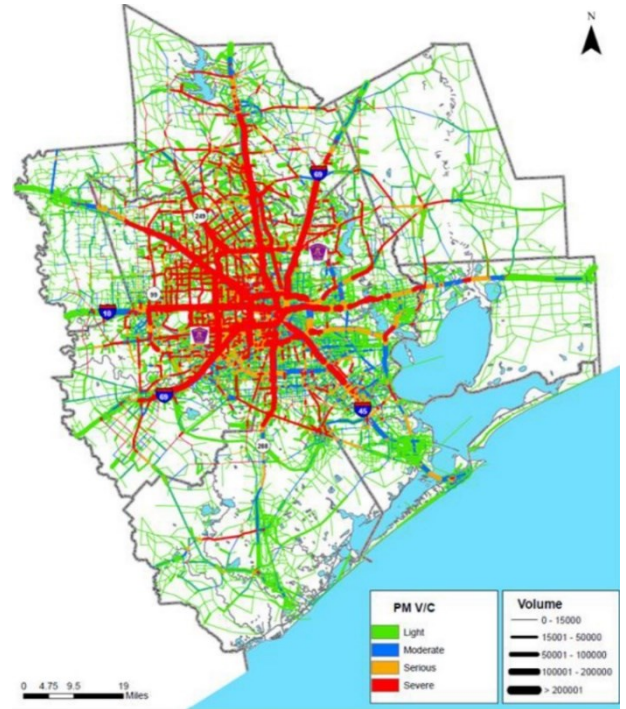 N
69
249
99
10
69
45
288
PM V/C
Light
Moderate
Serious
Severe
Volume
0 - 15000
15001 - 50000
50001 - 100000
100001 - 200000
> 200001
0 4.75 9.5 19
Miles